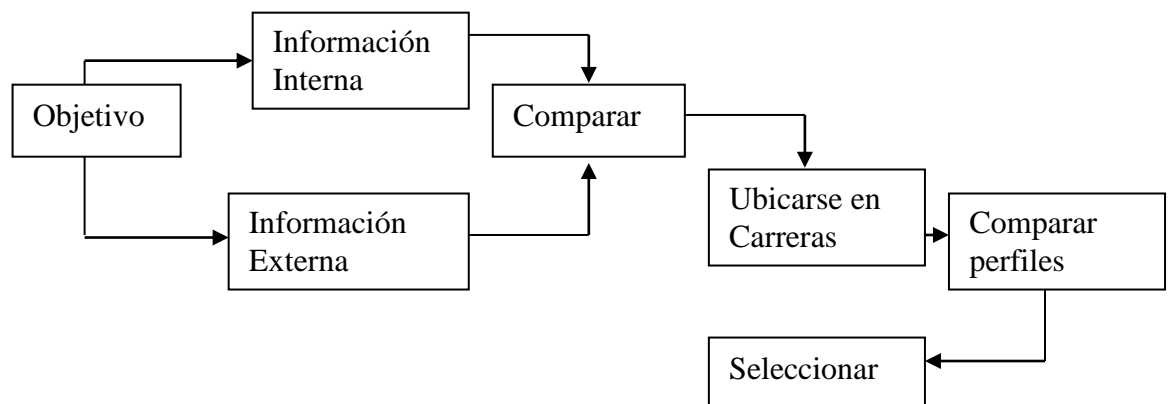 Objetivo
Información
Interna
Información
Externa
Comparar
Ubicarse en
Carreras
Comparar
perfiles
Seleccionar